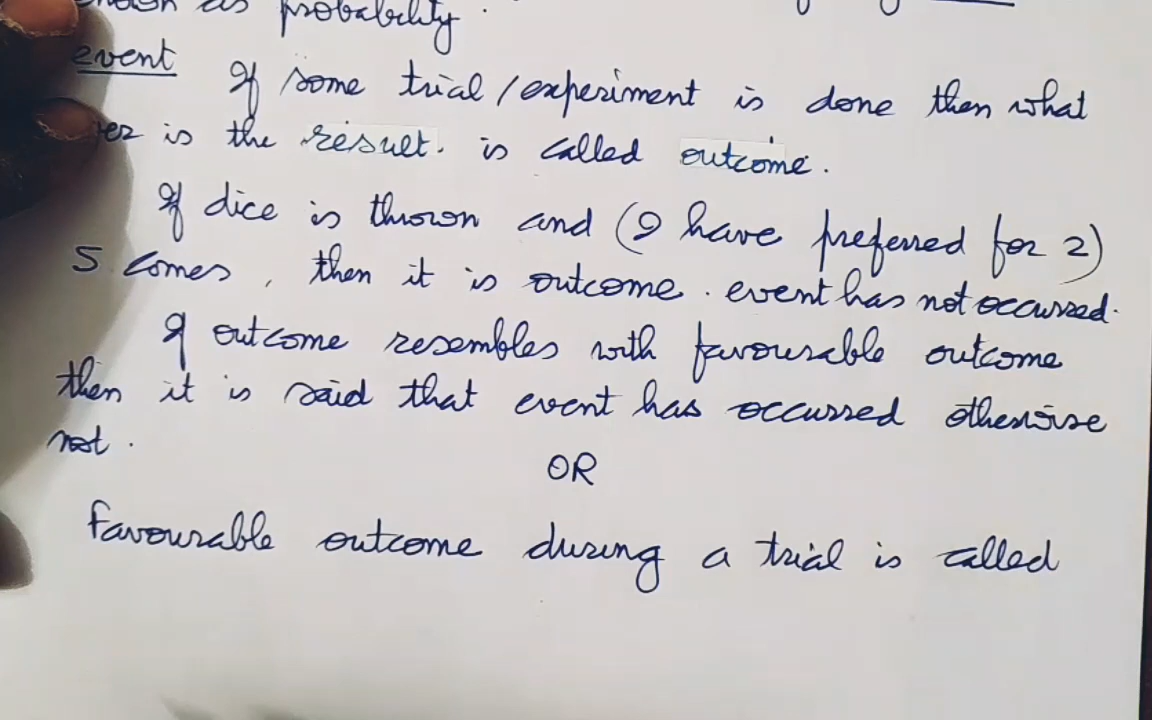 as probability.
event If some trial/experiment is done then what
is the result. is called outcome.
If dice is thrown and (I have preferred for 2)
5 comes, then it is outcome. event has not occurred.
If outcome resembles with favourable outcome
then it is said that event has occurred otherwise
not.
OR
Favourable outcome during a trial is called